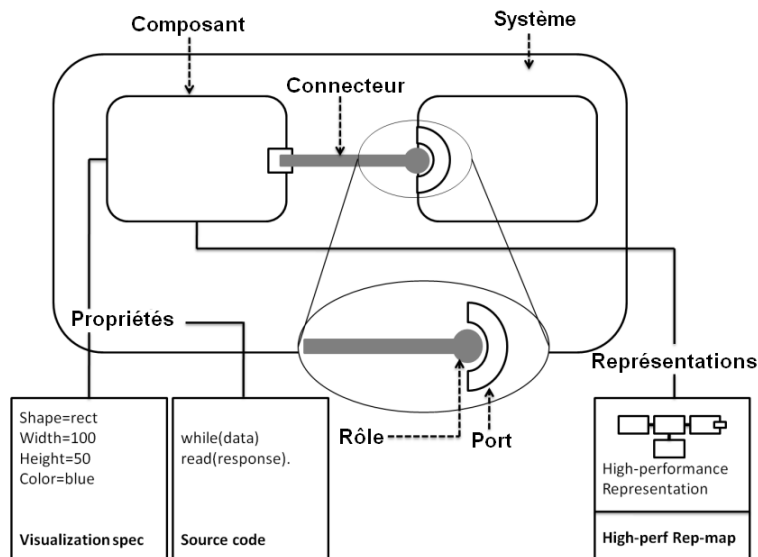 Composant
Système
Connecteur
Propriétés
Représentations
Rôle
Port
Shape=rect
Width=100
Height=50
Color=blue
Visualization spec
while(data)
read(response).
Source code
High-performance
Representation
High-perf Rep-map